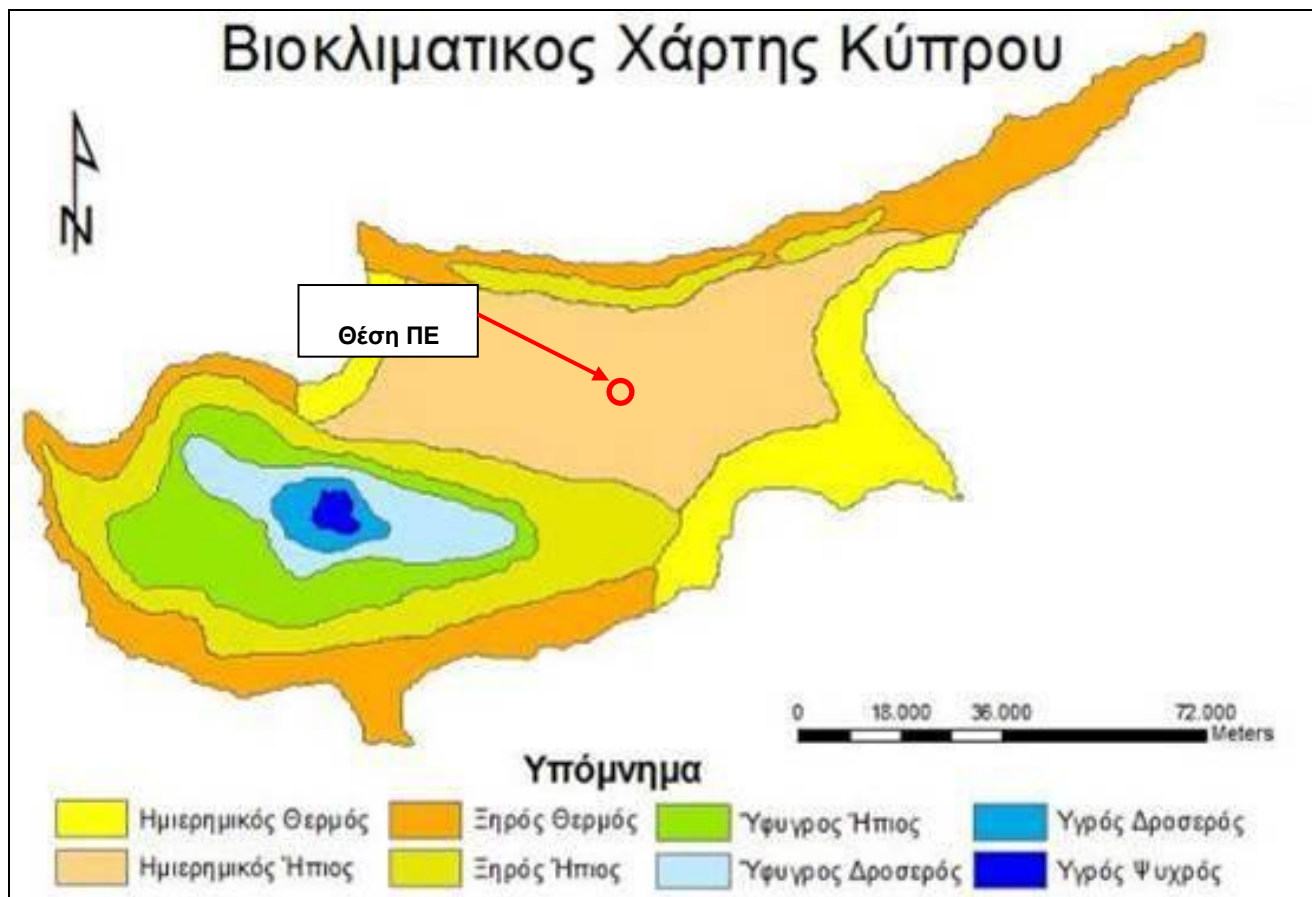 Βιοκλιματικος Χάρτης Κύπρου
N
Θέση ΠΕ
0 18.000 36.000 72.000
Meters
Υπόμνημα
Ημιερημικός Θερμός Ξηρός Θερμός Ύφυγρος Ήπιος Υγρός Δροσερός
Ημιερημικός Ήπιος Ξηρός Ήπιος Ύφυγρος Δροσερός Υγρός Ψυχρός